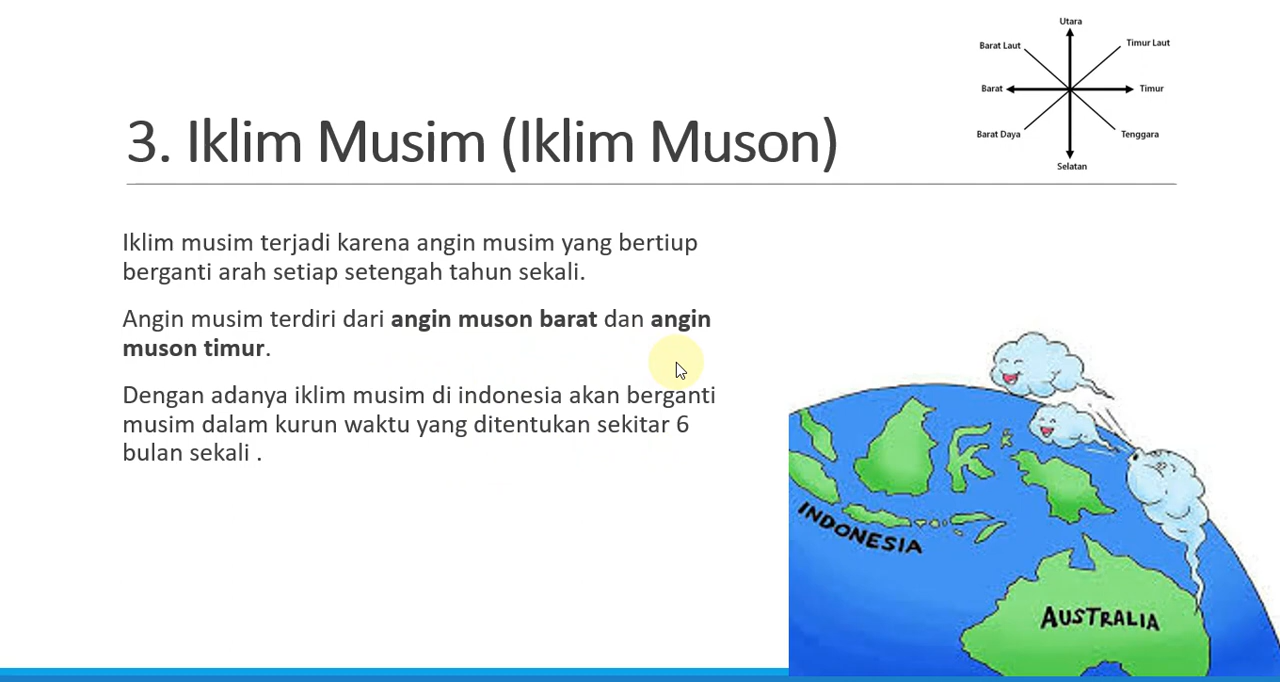 Utara
Barat Laut
Timur Laut
Barat
Timur
Barat Daya
Tenggara
Selatan
3. Iklim Musim (Iklim Muson)
Iklim musim terjadi karena angin musim yang bertiup
berganti arah setiap setengah tahun sekali.
Angin musim terdiri dari angin muson barat dan angin
muson timur.
Dengan adanya iklim musim di indonesia akan berganti
musim dalam kurun waktu yang ditentukan sekitar 6
bulan sekali .
INDONESIA
AUSTRALIA